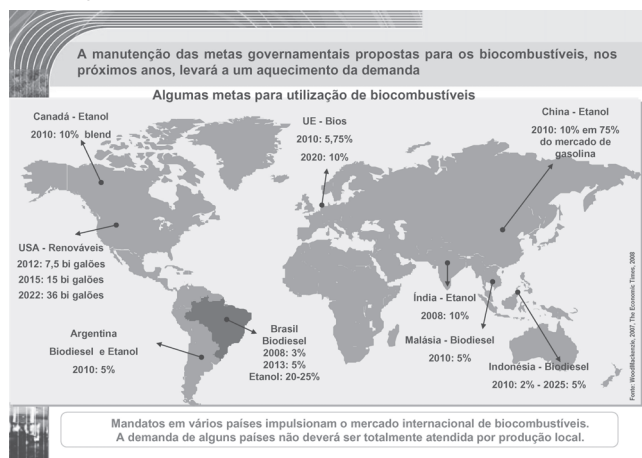 A manutenção das metas governamentais propostas para os biocombustíveis, nos
próximos anos, levará a um aquecimento da demanda
Algumas metas para utilização de biocombustíveis
Canadá - Etanol
2010: 10% blend
UE - Bios
2010: 5,75%
2020: 10%
China - Etanol
2010: 10% em 75%
do mercado de
gasolina
USA - Renováveis
2012: 7,5 bi galões
2015: 15 bi galões
2022: 36 bi galões
Argentina
Biodiesel e Etanol
2010: 5%
Brasil
Biodiesel
2008: 3%
2013: 5%
Etanol: 20-25%
Índia - Etanol
2008: 10%
Malásia - Biodiesel
2010: 5%
Indonésia - Biodiesel
2010: 2% - 2025: 5%
Fonte: WoodMackenzie, 2007, The Economic Times, 2008
Mandatos em vários países impulsionam o mercado internacional de biocombustíveis.
A demanda de alguns países não deverá ser totalmente atendida por produção local.